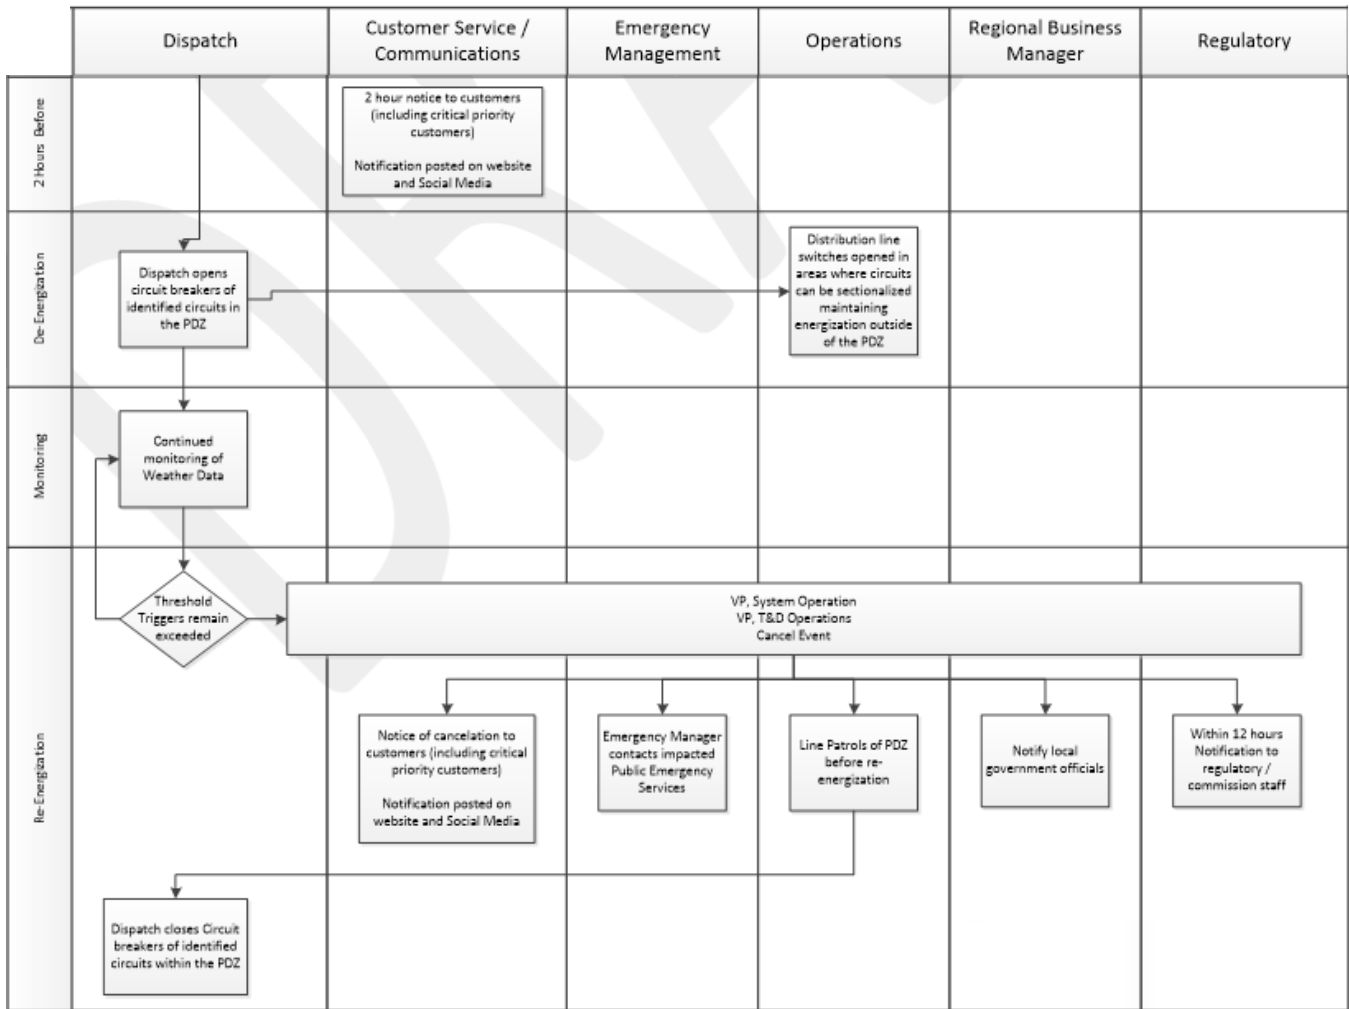 Dispatch
Customer Service /
Communications
Emergency
Management
Operations
Regional Business
Manager
Regulatory
2 Hours Before
2 hour notice to customers
(including critical priority
customers)
Notification posted on website
and Social Media
De-Energization
Dispatch opens
circuit breakers of
identified circuits in
the PDZ
Distribution line
switches opened in
areas where circuits
can be sectionalized
maintaining
energization outside
of the PDZ
Monitoring
Continued
monitoring of
Weather Data
Re-Energization
Threshold
Triggers remain
exceeded
VP, System Operation
VP, T&D Operations
Cancel Event
Notice of cancelation to
customers (including critical
priority customers)
Notification posted on
website and Social Media
Emergency Manager
contacts impacted
Public Emergency
Services
Line Patrols of PDZ
before re-
energization
Notify local
government officials
Within 12 hours
Notification to
regulatory /
commission staff
Dispatch closes Circuit
breakers of identified
circuits within the PDZ